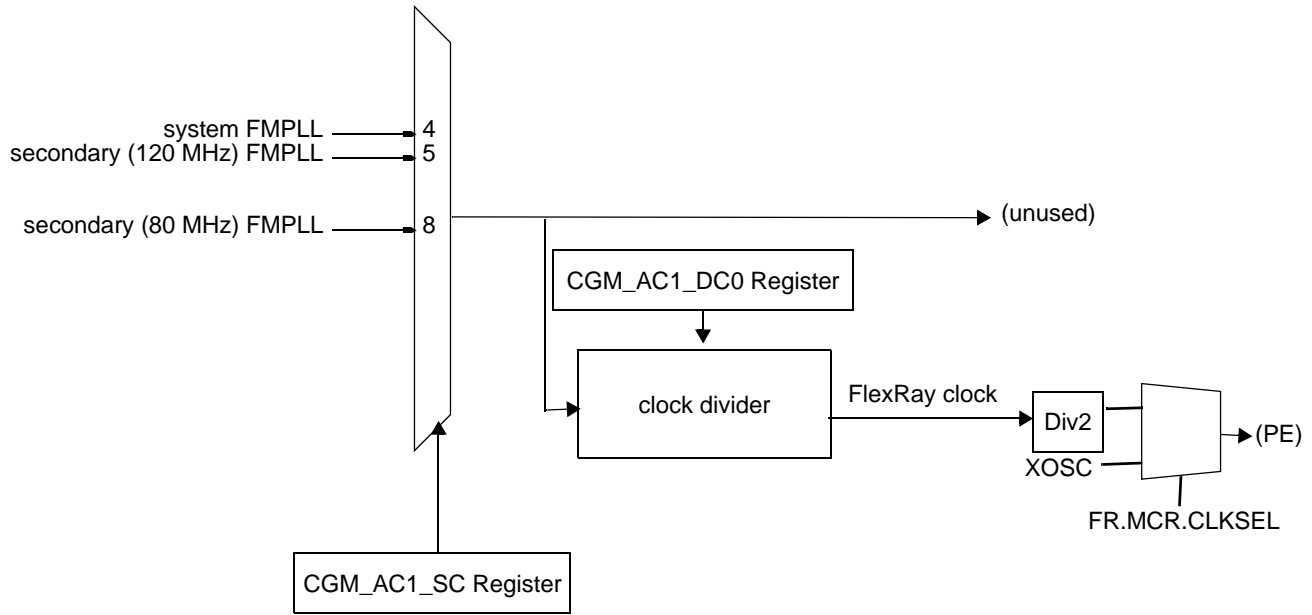 system FMPLL
4
secondary (120 MHz) FMPLL
5
secondary (80 MHz) FMPLL
8
(unused)
CGM_AC1_DC0 Register
clock divider
FlexRay clock
Div2
(PE)
XOSC
FR.MCR.CLKSEL
CGM_AC1_SC Register